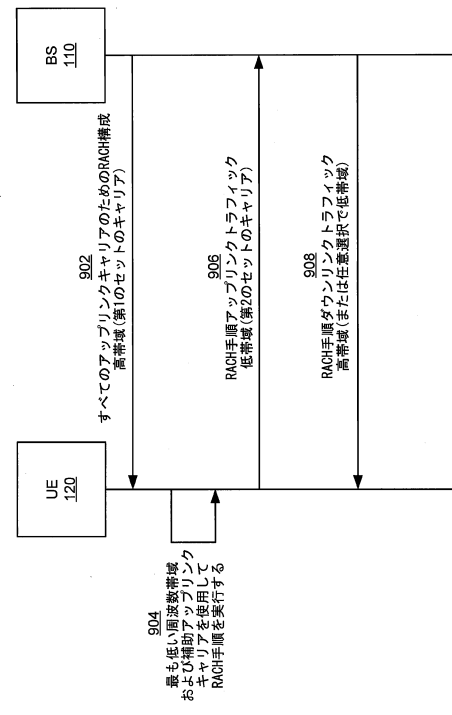 UE
120
BS
110
902
すべてのアップリンクキャリアのためのRACH構成
高帯域(第1のセットのキャリア)
904
最も低い周波数帯域
および補助アップリンク
キャリアを使用して
RACH手順を実行する
906
RACH手順アップリンクトラフィック
低帯域(第2のセットのキャリア)
908
RACH手順ダウンリンクトラフィック
高帯域(または任意選択で低帯域)